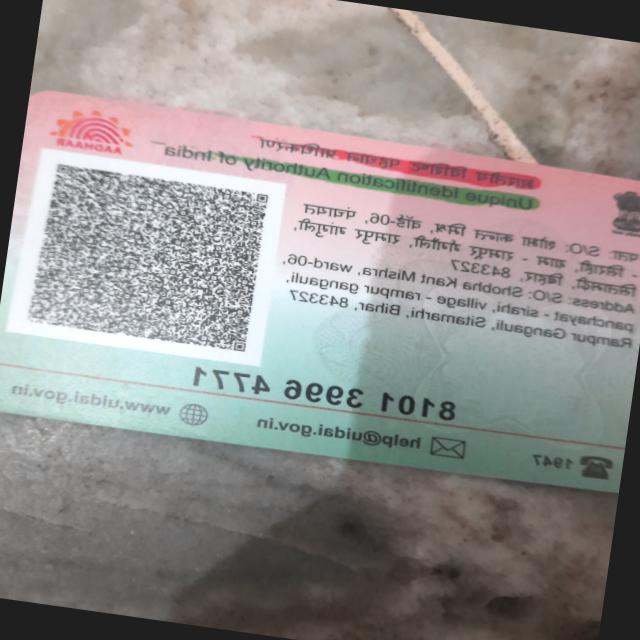 भारतीय विशिष्ट पहचान प्राधिकरण
Unique Identification Authority of India
AADHAAR
पता: S/O: शोभा कान्त मिश्र, वॉर्ड-06, पंचायत
- सिराही, ग्राम - रामपुर गंगौली, रामपुर गांगुली,
सितामढ़ी, बिहार, 843327
Address: S/O: Shobha Kant Mishra, ward-06,
panchayat - sirahi, village - rampur gangauli,
Rampur Gangauli, Sitamarhi, Bihar, 843327
8101 3996 4771
1947
help@uidai.gov.in
www.uidai.gov.in